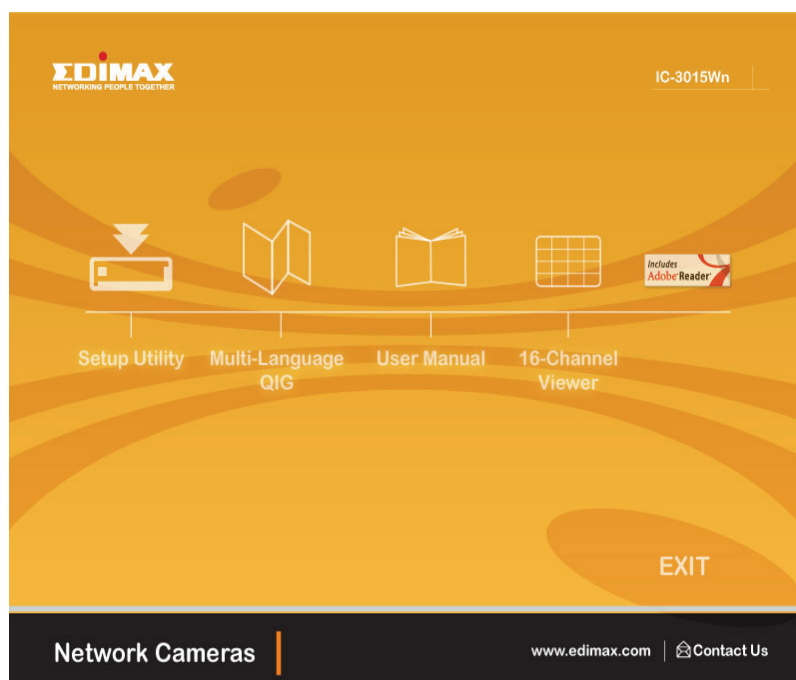 EDIMAX
NETWORKING PEOPLE TOGETHER
IC-3015Wn
Includes
Adobe Reader
Setup Utility
Multi-Language
QIG
User Manual
16-Channel
Viewer
EXIT
Network Cameras
www.edimax.com
Contact Us